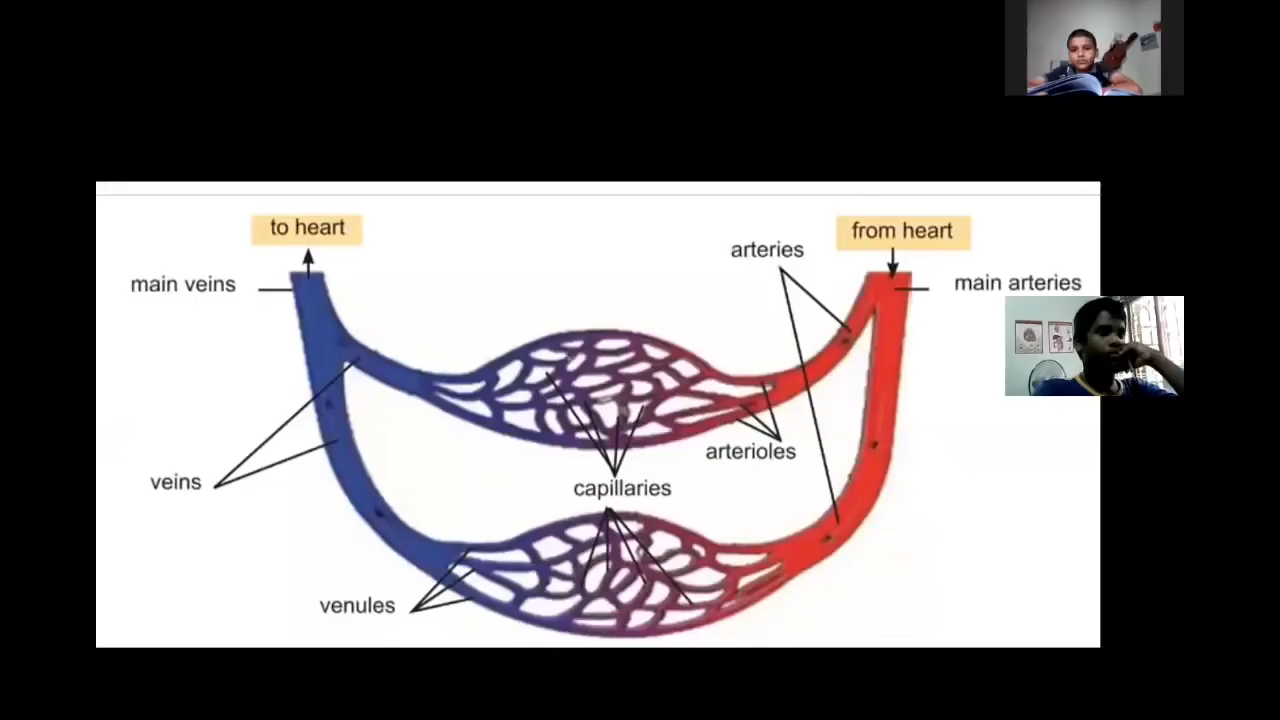 to heart
from heart
arteries
main veins
main arteries
arterioles
veins
capillaries
venules